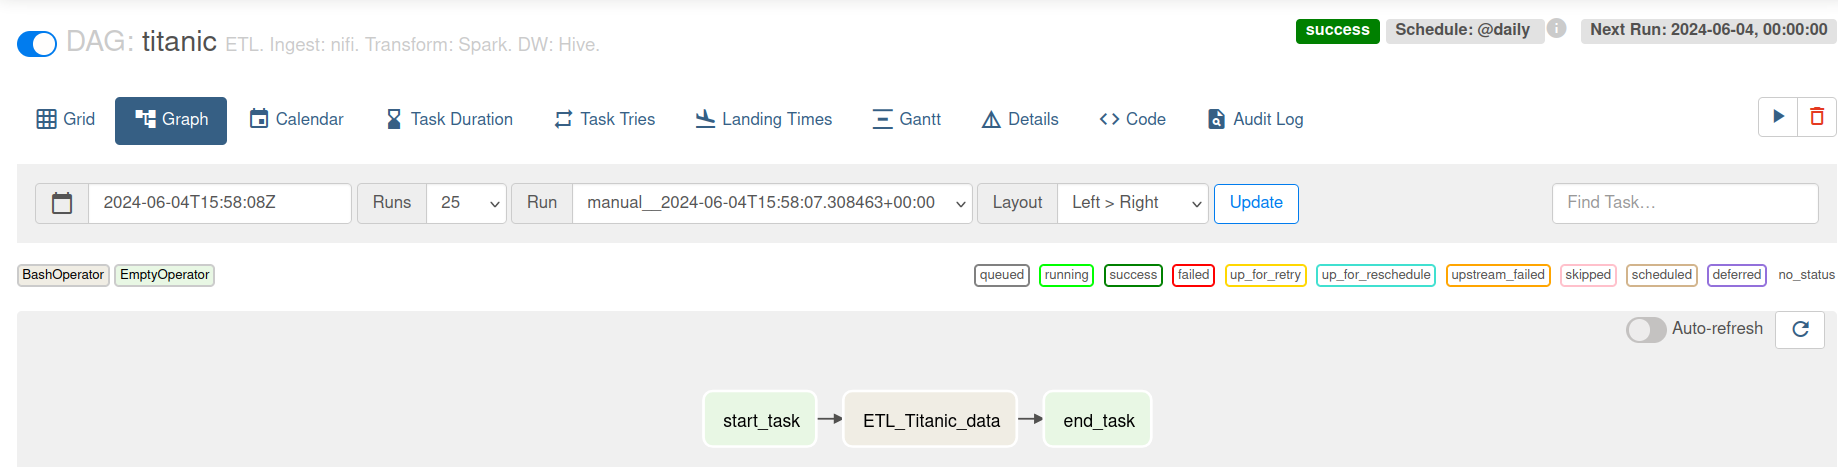 DAG: titanic ETL. Ingest: nifi. Transform: Spark. DW: Hive.
success Schedule: @daily i Next Run: 2024-06-04, 00:00:00
Grid Graph Calendar Task Duration Task Tries Landing Times Gantt Details Code Audit Log
2024-06-04T15:58:08Z Runs 25 Run manual__2024-06-04T15:58:07.308463+00:00 Layout Left > Right Update Find Task...
BashOperator EmptyOperator queued running success failed up_for_retry up_for_reschedule upstream_failed skipped scheduled deferred no_status
Auto-refresh
start_task ETL_Titanic_data end_task